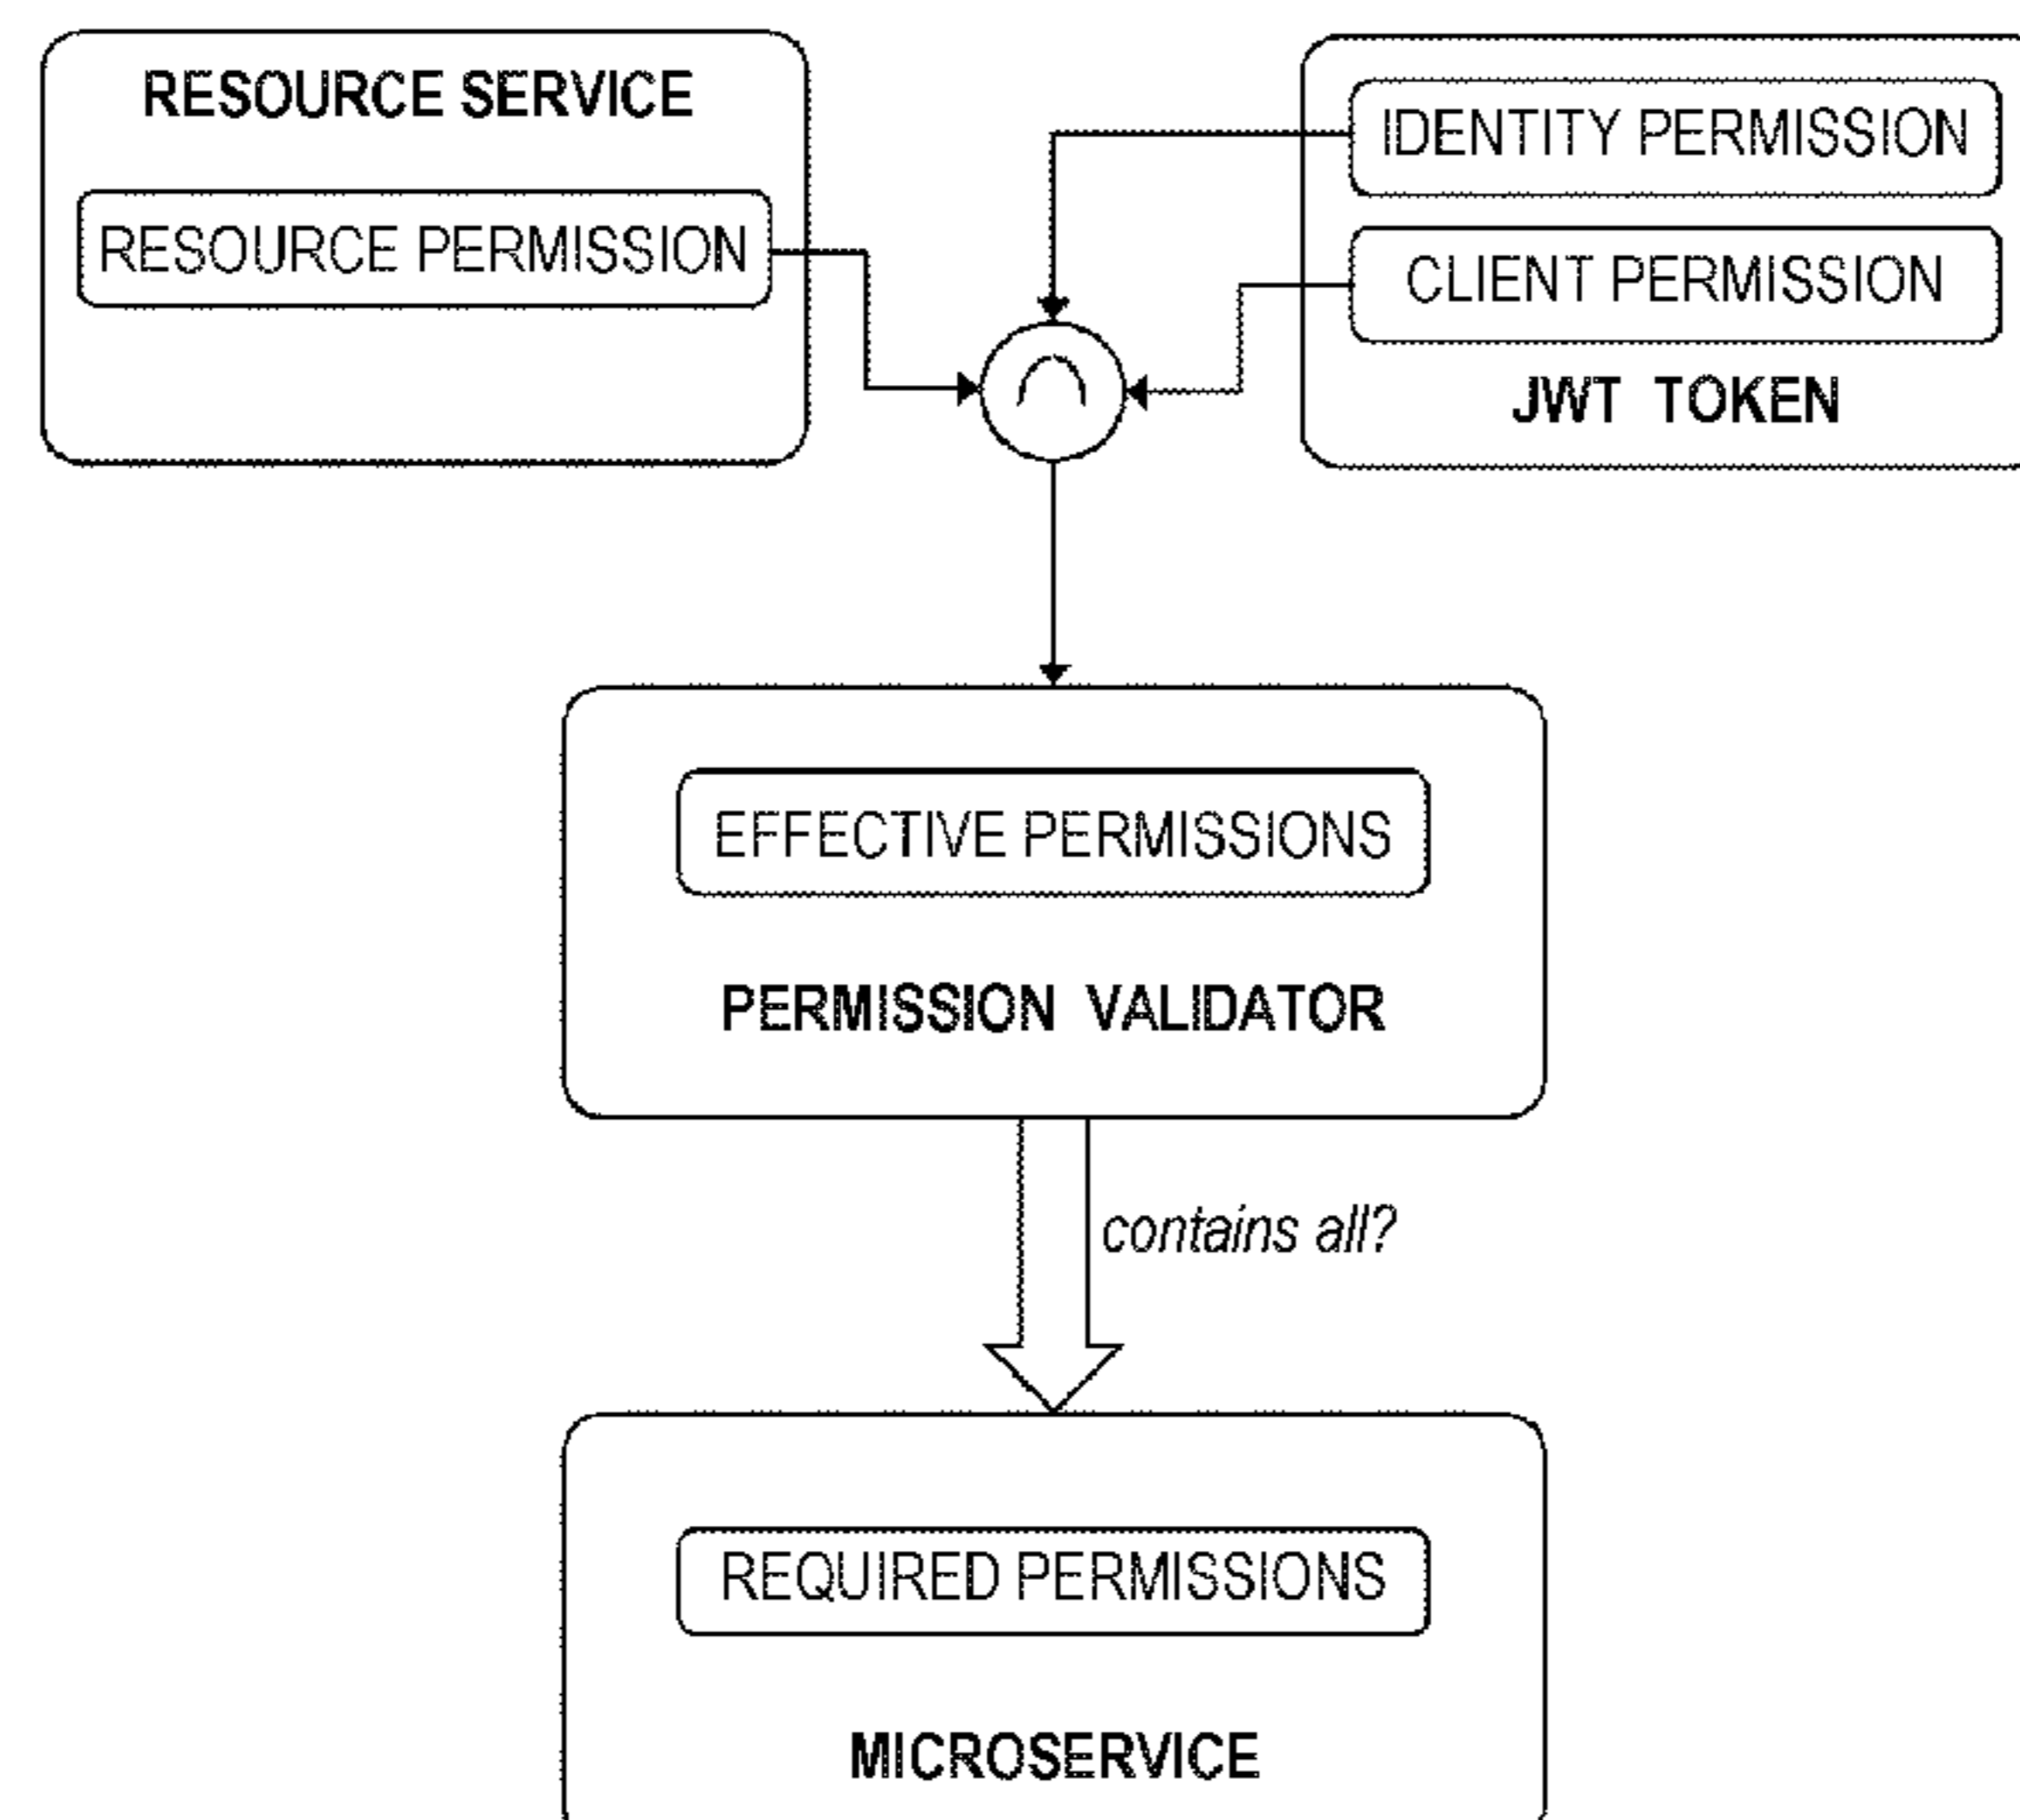 RESOURCE SERVICE
RESOURCE PERMISSION
IDENTITY PERMISSION
CLIENT PERMISSION
JWT TOKEN
EFFECTIVE PERMISSIONS
PERMISSION VALIDATOR
contains all?
REQUIRED PERMISSIONS
MICROSERVICE